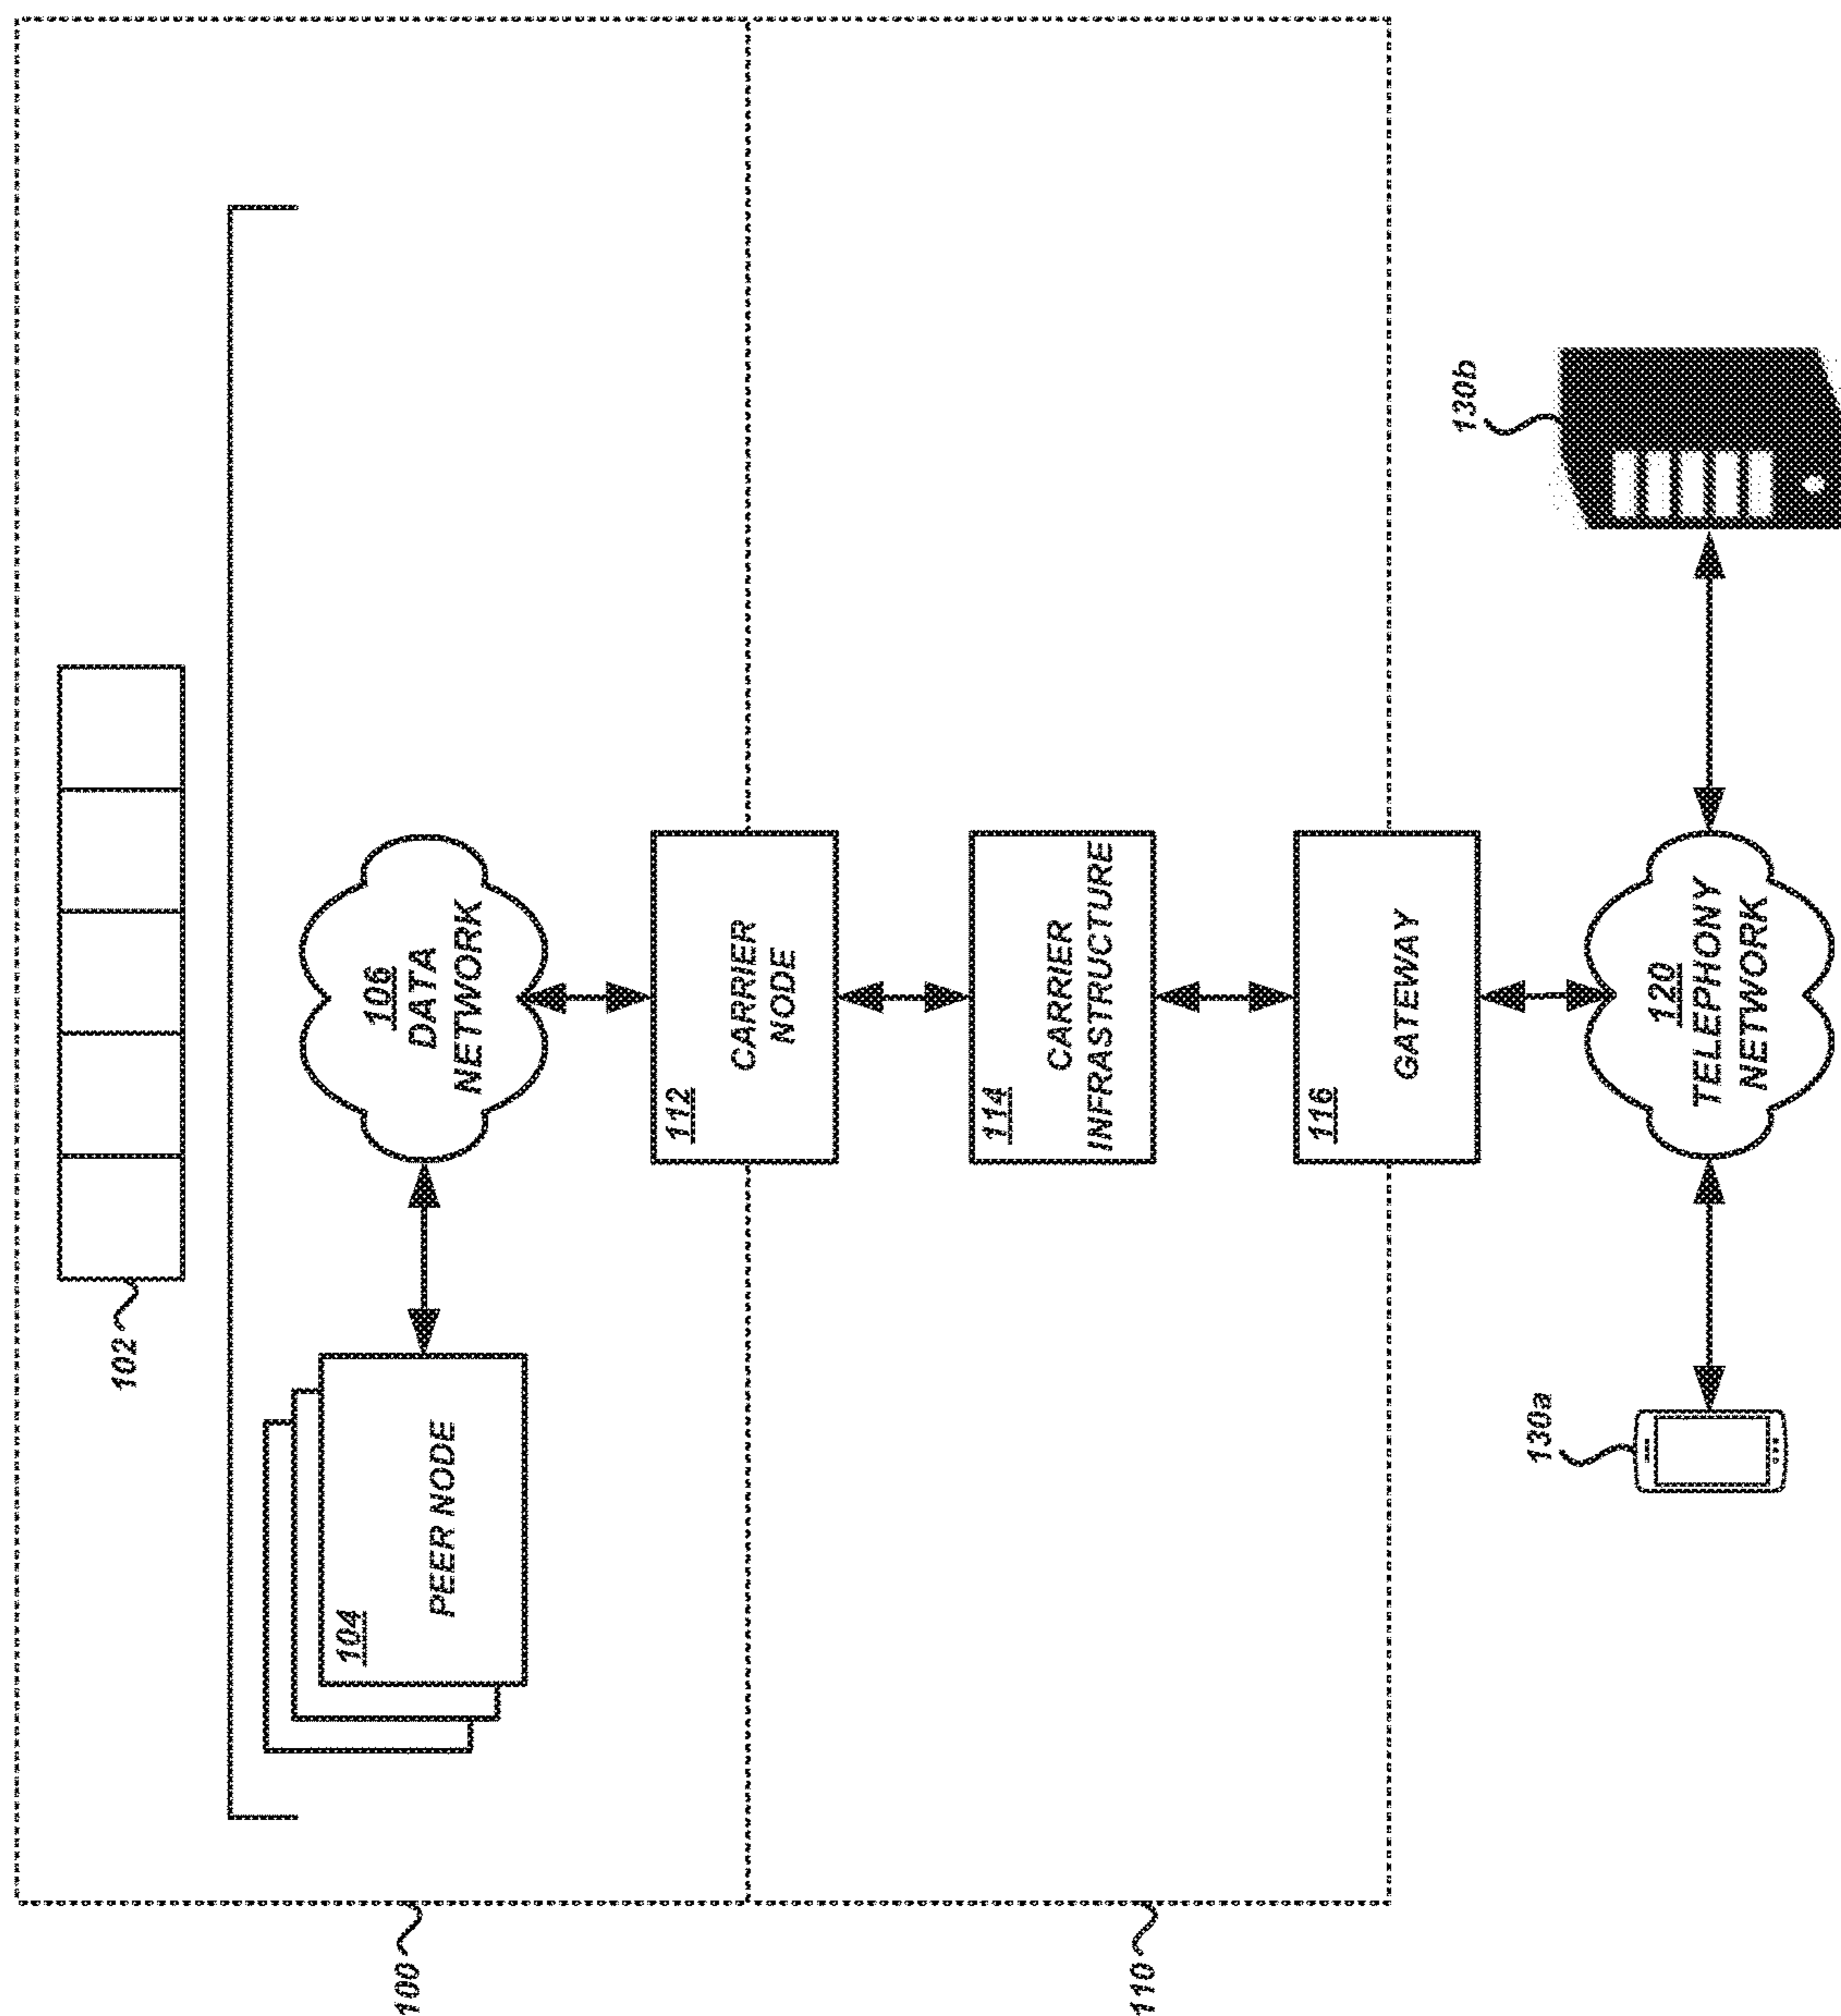 102
100
104
PEER NODE
106
DATA
NETWORK
112
CARRIER
NODE
114
CARRIER
INFRASTRUCTURE
110
116
GATEWAY
130a
130b
120
TELEPHONY
NETWORK